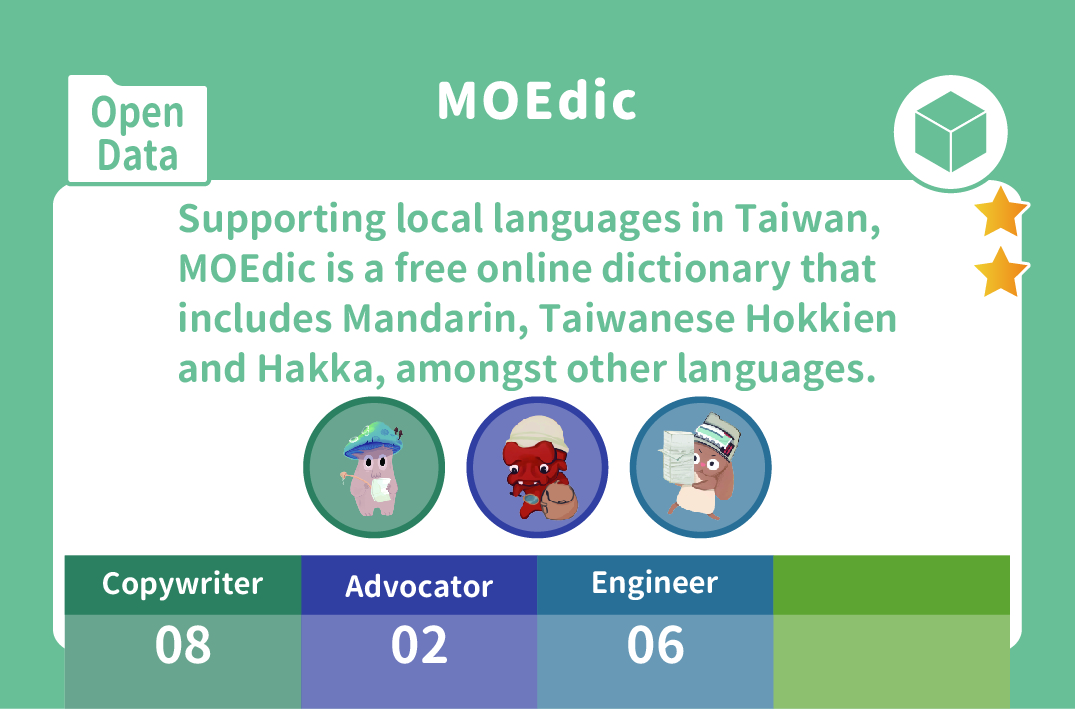 MOEdic
Open
Data
Supporting local languages in Taiwan,
MOEdic is a free online dictionary that
includes Mandarin, Taiwanese Hokkien
and Hakka, amongst other languages.
Copywriter
Advocator
Engineer
08
02
06